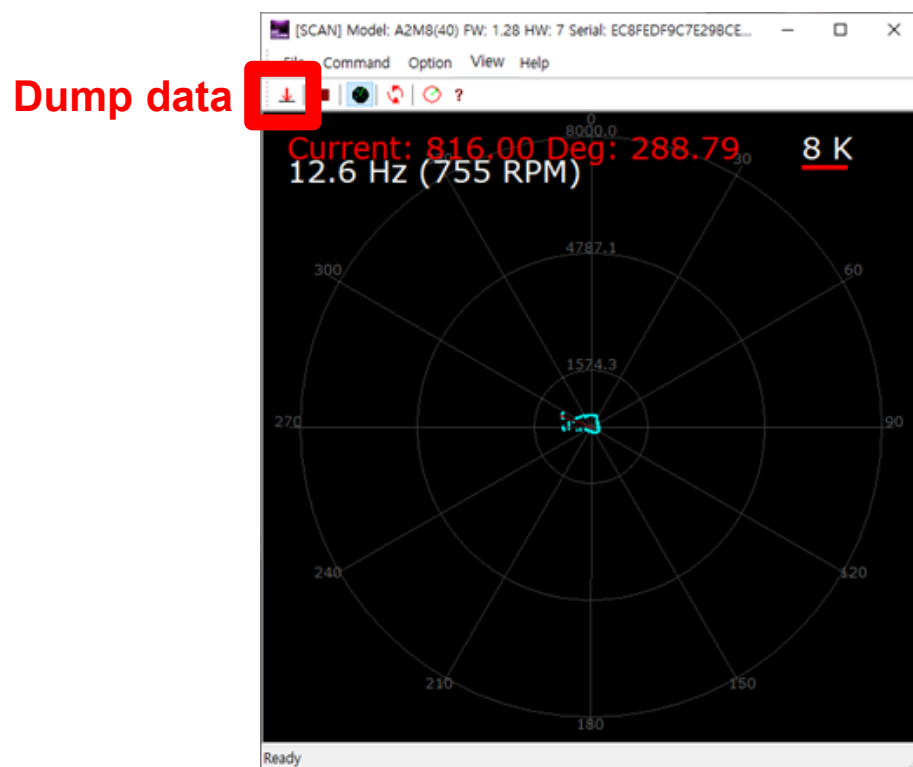 [SCAN] Model: A2M8(40) FW: 1.28 HW: 7 Serial: EC8FEDF9C7E298CE...
File Command Option View Help
Dump data
?
0
8000.0
Current: 816.00 Deg: 288.79
30
8 K
12.6 Hz (755 RPM)
4787.1
300
60
1574.3
270
90
240
120
210
150
180
Ready